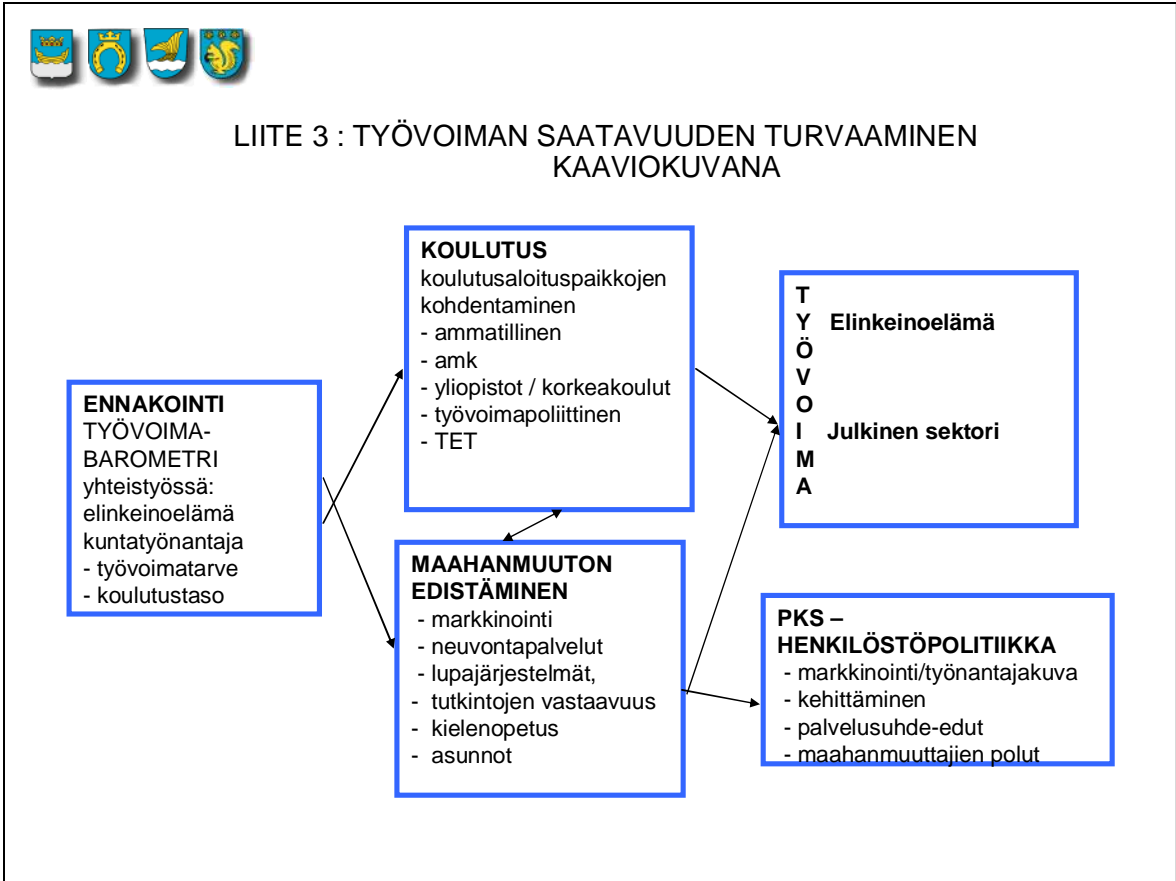 LIITE 3 : TYÖVOIMAN SAATAVUUDEN TURVAAMINEN
KAAVIOKUVANA
ENNAKOINTI
TYÖVOIMA-
BAROMETRI
yhteistyössä:
elinkeinoelämä
kuntatyönantaja
- työvoimatarve
- koulutustaso
KOULUTUS
koulutusaloituspaikkojen
kohdentaminen
- ammatillinen
- amk
- yliopistot / korkeakoulut
- työvoimapoliittinen
- TET
MAAHANMUUTON
EDISTÄMINEN
- markkinointi
- neuvontapalvelut
- lupajärjestelmät,
- tutkintojen vastaavuus
- kielenopetus
- asunnot
T
Y Elinkeinoelämä
Ö
V
O
I Julkinen sektori
M
A
PKS –
HENKILÖSTÖPOLITIIKKA
- markkinointi/työnantajakuva
- kehittäminen
- palvelusuhde-edut
- maahanmuuttajien polut